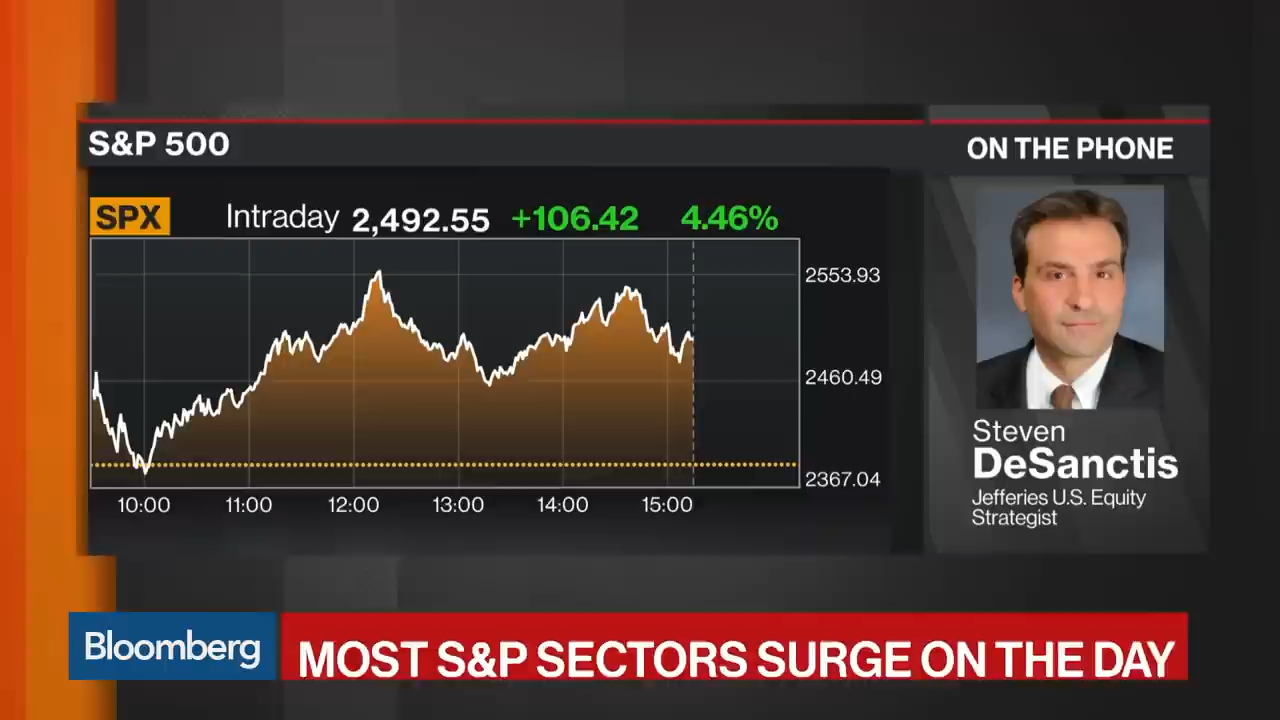 S&P 500
SPX Intraday 2,492.55 +106.42 4.46%
2553.93
2460.49
2367.04
10:00 11:00 12:00 13:00 14:00 15:00
ON THE PHONE
Steven
DeSanctis
Jefferies U.S. Equity
Strategist
Bloomberg
MOST S&P SECTORS SURGE ON THE DAY